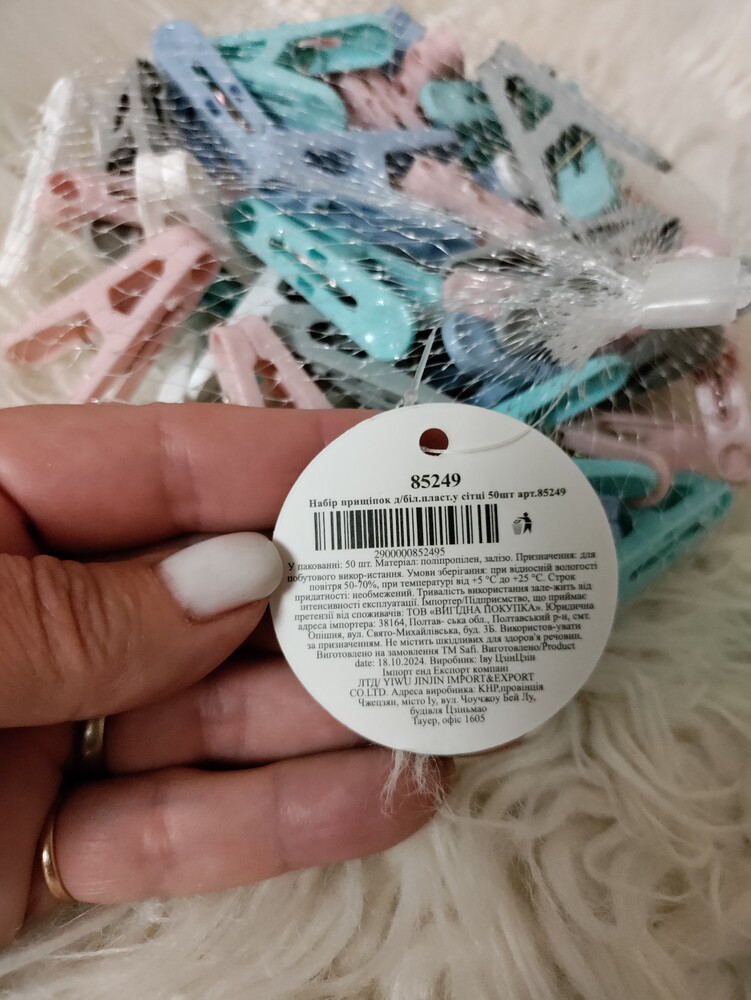 85249
Набір прищіпок д/біл.пласт.у сітці 50шт арт.85249
2900000852495
У пакованні: 50 шт. Матеріал: поліпропілен, залізо. Призначення: для
побутового викор-истання. Умови зберігання: при відносній вологості
повітря 50-70%, при температурі від +5 °C до +25 °C. Строк
придатності: необмежений. Тривалість використання зале-жить від
інтенсивності експлуатації. Імпортер/Підприємство, що приймає
претензії від споживачів: ТОВ «ВИГІДНА ПОКУПКА». Юридична
адреса імпортера: 38164, Полтав- ська обл., Полтавський р-н, смт.
Опішня, вул. Свято-Михайлівська, буд. 3Б. Використов-увати
за призначенням. Не містить шкідливих для здоров'я речовин.
Виготовлено на замовлення ТМ Safi. Виготовлено/Product
date: 18.10.2024. Виробник: Іву ЦзінЦзін
Імпорт енд Експорт компані
ЛТД/ YIWU JINJIN IMPORT&EXPORT
CO.LTD. Адреса виробника: КНР,провінція
Чжецзян, місто Іу, вул. Чоучжоу Бей Лу,
будівля Цзіньмао
Тауер, офіс 1605